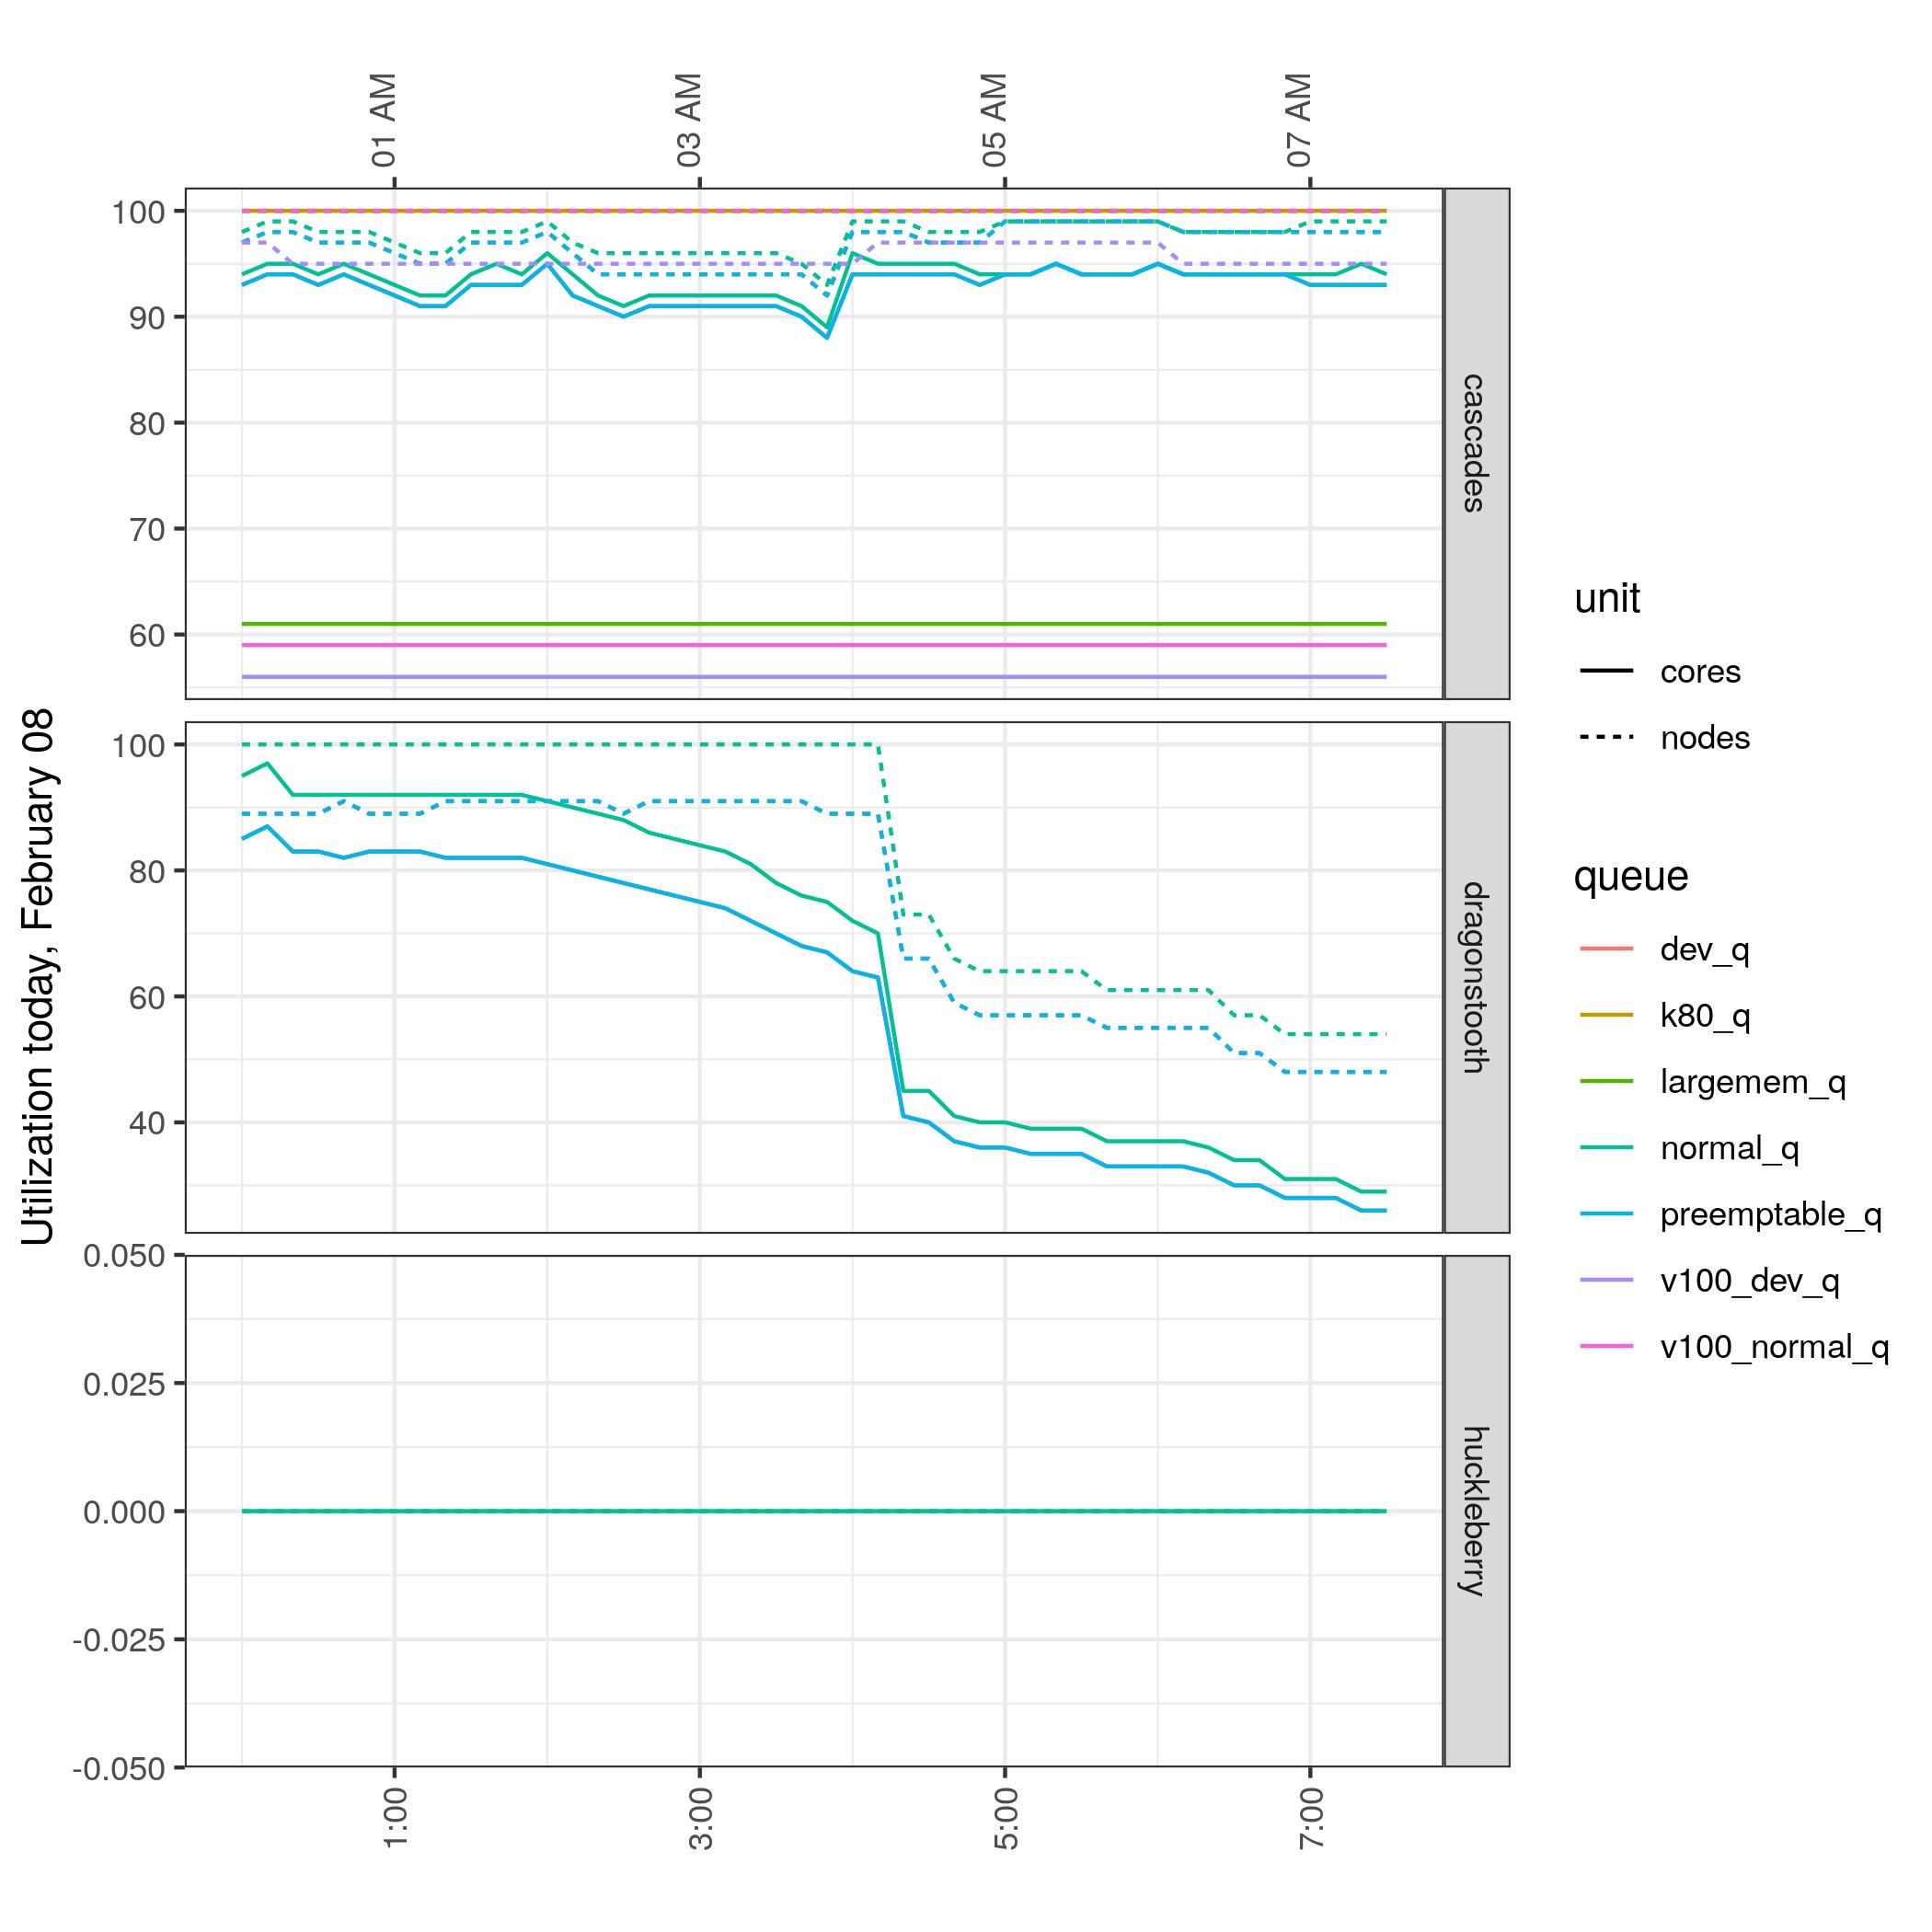 01 AM
03 AM
05 AM
07 AM
Utilization today, February 08
100
90
80
70
60
cascades
100
80
60
40
dragonstooth
0.050
0.025
0.000
-0.025
-0.050
huckleberry
1:00
3:00
5:00
7:00
unit
cores
nodes
queue
dev_q
k80_q
largemem_q
normal_q
preemptable_q
v100_dev_q
v100_normal_q